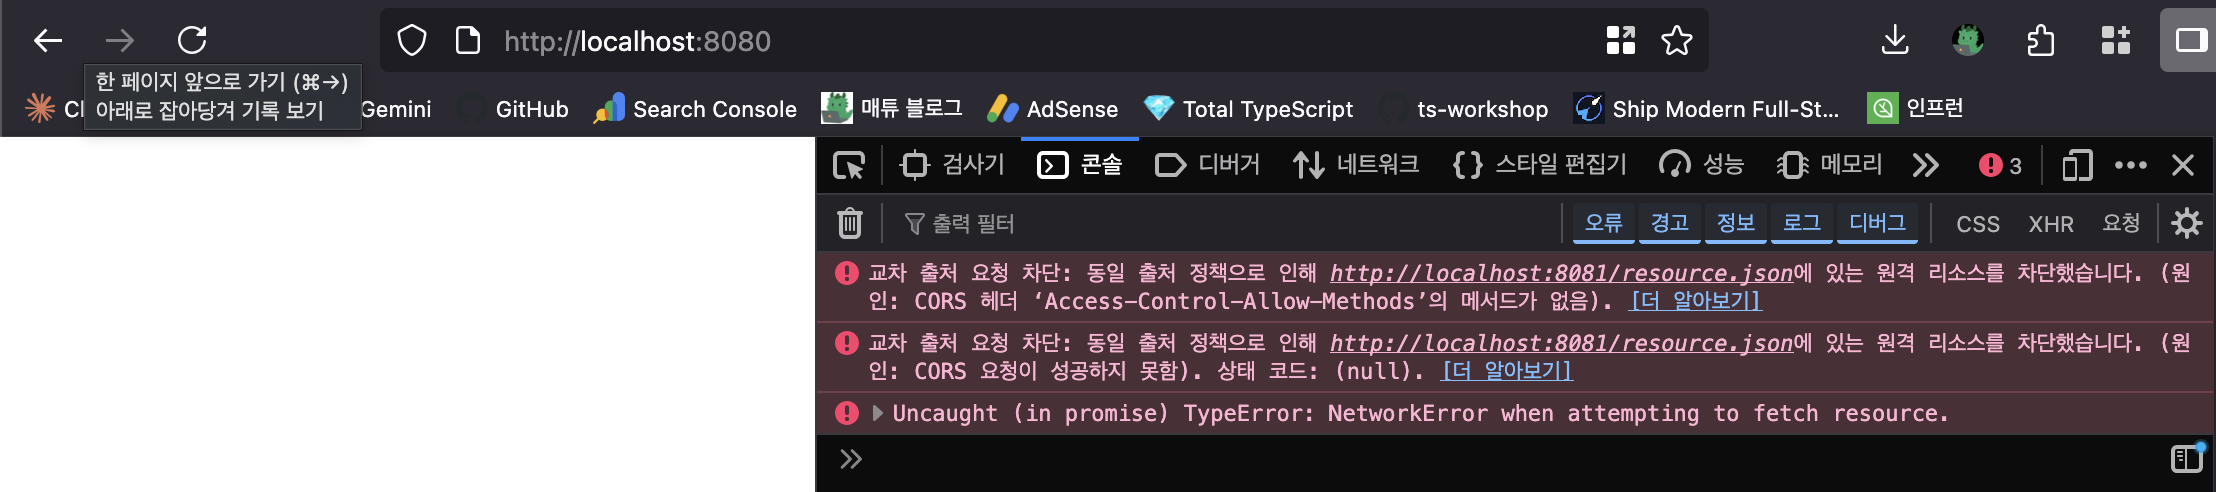 http://localhost:8080
한 페이지 앞으로 가기 (⌘→)
아래로 잡아당겨 기록 보기
Cl
Gemini
GitHub
Search Console
매튜 블로그
AdSense
Total TypeScript
ts-workshop
Ship Modern Full-St...
인프런
검사기
콘솔
디버거
네트워크
스타일 편집기
성능
메모리
3
출력 필터
오류
경고
정보
로그
디버그
CSS
XHR
요청
교차 출처 요청 차단: 동일 출처 정책으로 인해 http://localhost:8081/resource.json에 있는 원격 리소스를 차단했습니다. (원
인: CORS 헤더 ‘Access-Control-Allow-Methods’의 메서드가 없음). [더 알아보기]
교차 출처 요청 차단: 동일 출처 정책으로 인해 http://localhost:8081/resource.json에 있는 원격 리소스를 차단했습니다. (원
인: CORS 요청이 성공하지 못함). 상태 코드: (null). [더 알아보기]
Uncaught (in promise) TypeError: NetworkError when attempting to fetch resource.